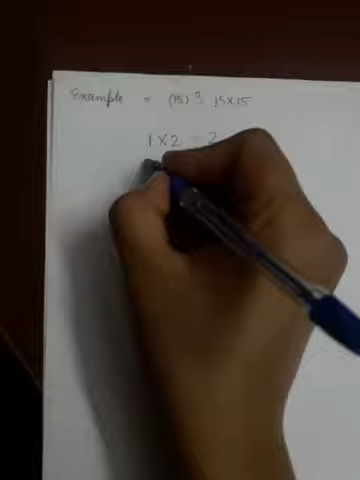 Example = (15)² = 15×15
1×2 = 2